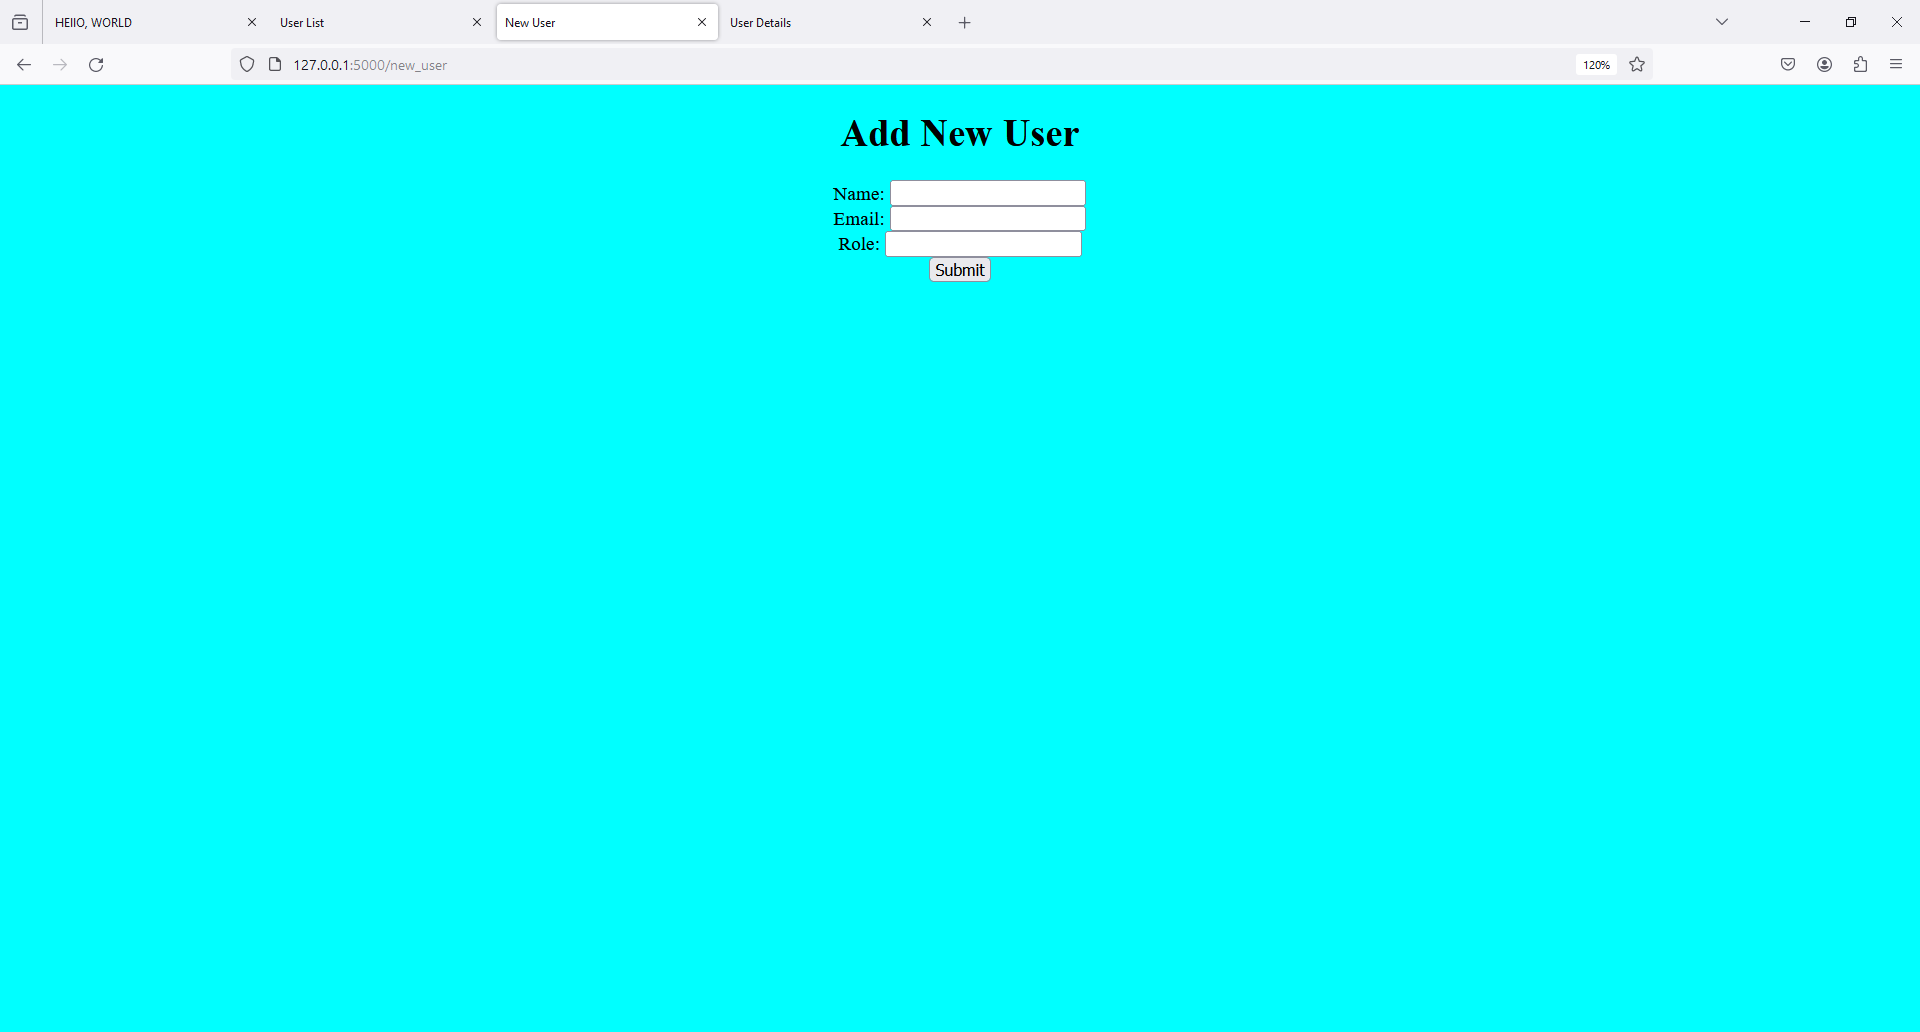 HEllO, WORLD
User List
New User
User Details
127.0.0.1:5000/new_user
120%
Add New User
Name:
Email:
Role:
Submit